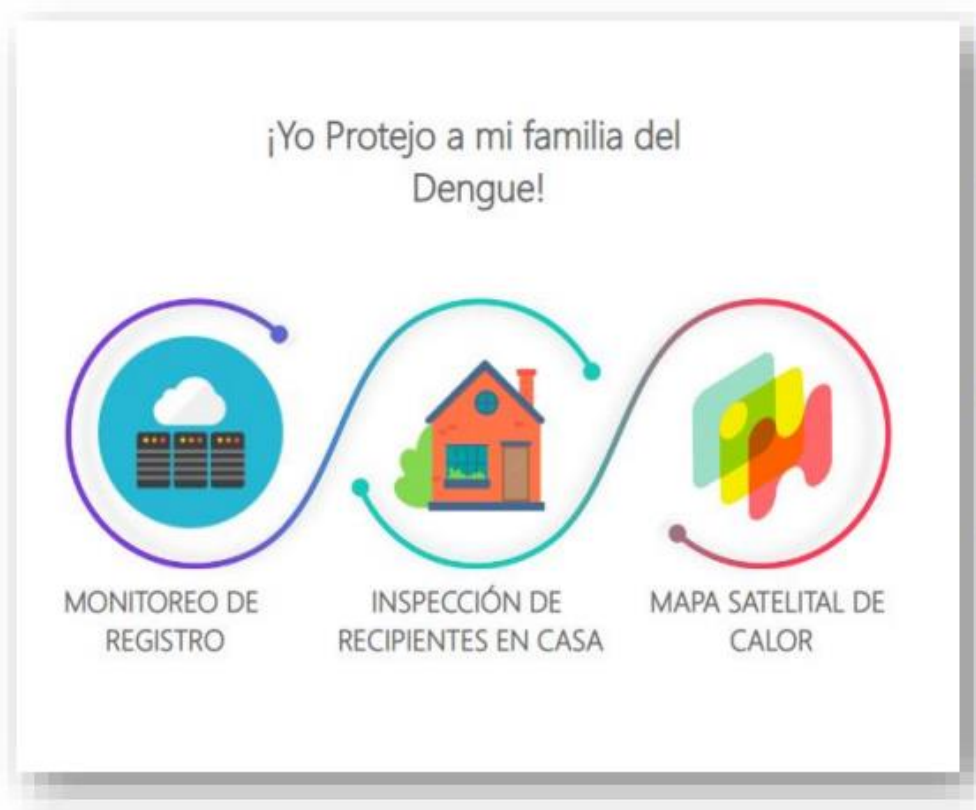 ¡Yo Protejo a mi familia del
Dengue!
MONITOREO DE
REGISTRO
INSPECCIÓN DE
RECIPIENTES EN CASA
MAPA SATELITAL DE
CALOR